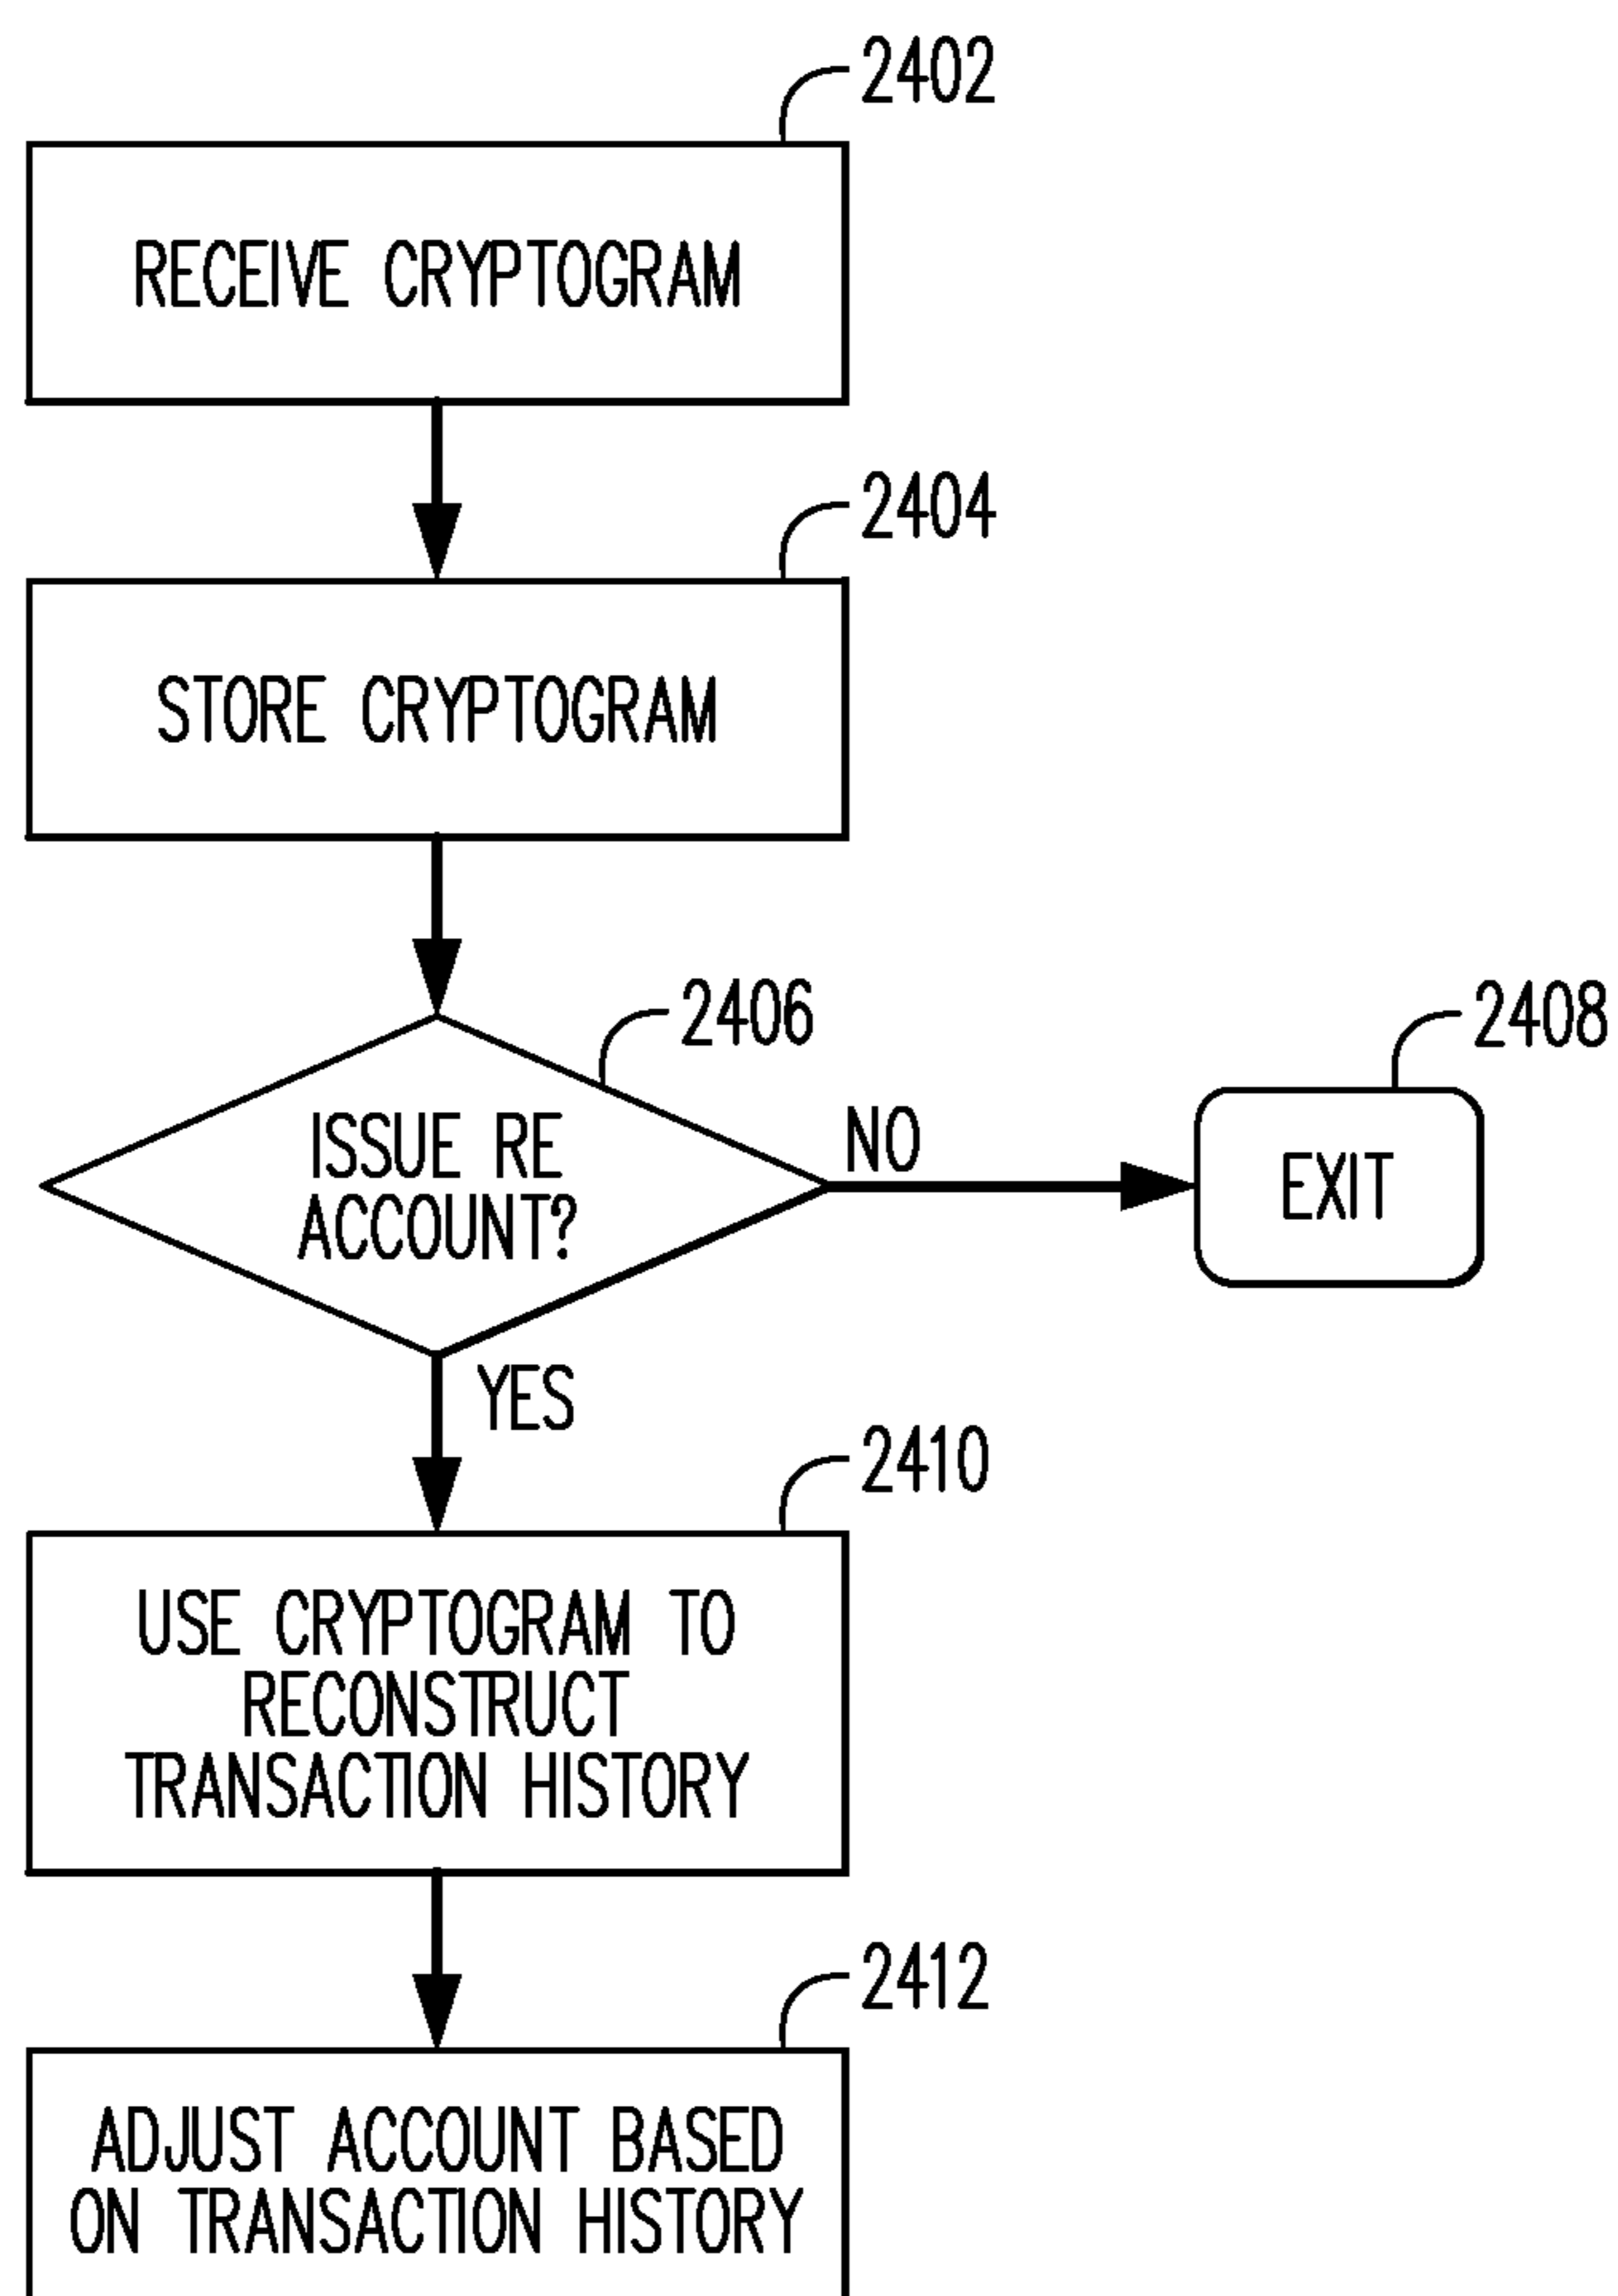 2402
RECEIVE CRYPTOGRAM
2404
STORE CRYPTOGRAM
2406
ISSUE RE
ACCOUNT?
NO
2408
EXIT
YES
2410
USE CRYPTOGRAM TO
RECONSTRUCT
TRANSACTION HISTORY
2412
ADJUST ACCOUNT BASED
ON TRANSACTION HISTORY